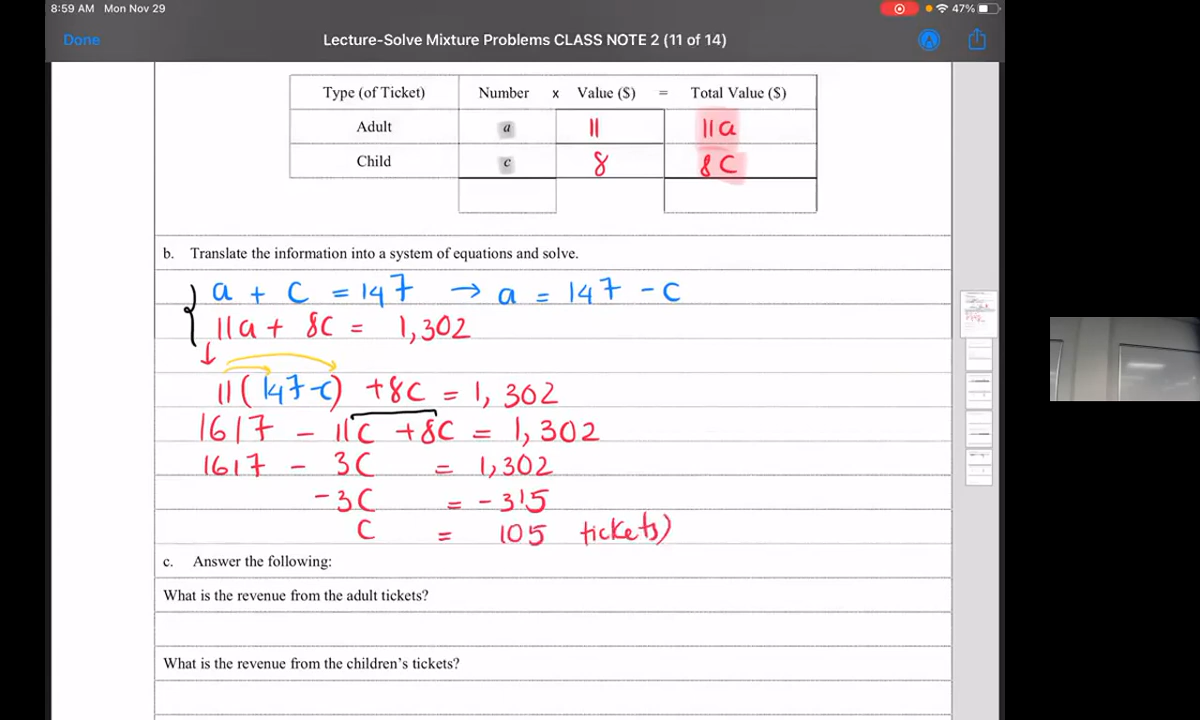 8:59 AM Mon Nov 29
47%
Done
Lecture-Solve Mixture Problems CLASS NOTE 2 (11 of 14)
Type (of Ticket) Number x Value ($) = Total Value ($)
Adult a 11 11a
Child c 8 8C
b. Translate the information into a system of equations and solve.
a + C = 147 → a = 147 - C
11a + 8C = 1,302
11(147-C) + 8C = 1,302
1617 - 11C + 8C = 1,302
1617 - 3C = 1,302
-3C = -315
C = 105 tickets)
c. Answer the following:
What is the revenue from the adult tickets?
What is the revenue from the children's tickets?